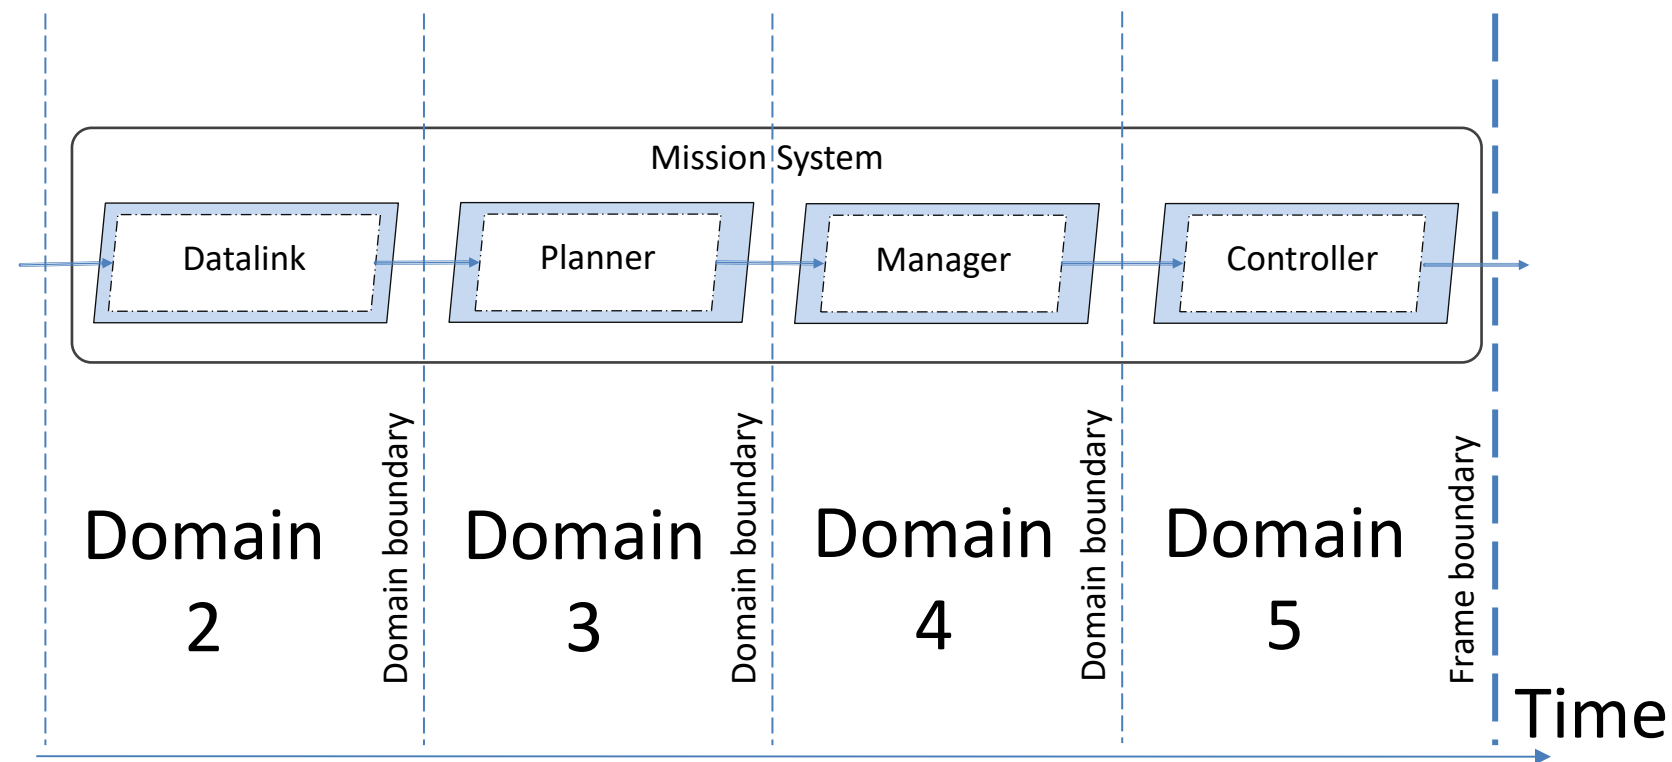 Mission System
Datalink
Planner
Manager
Controller
Domain
2
Domain boundary
Domain
3
Domain boundary
Domain
4
Domain boundary
Domain
5
Frame boundary
Time